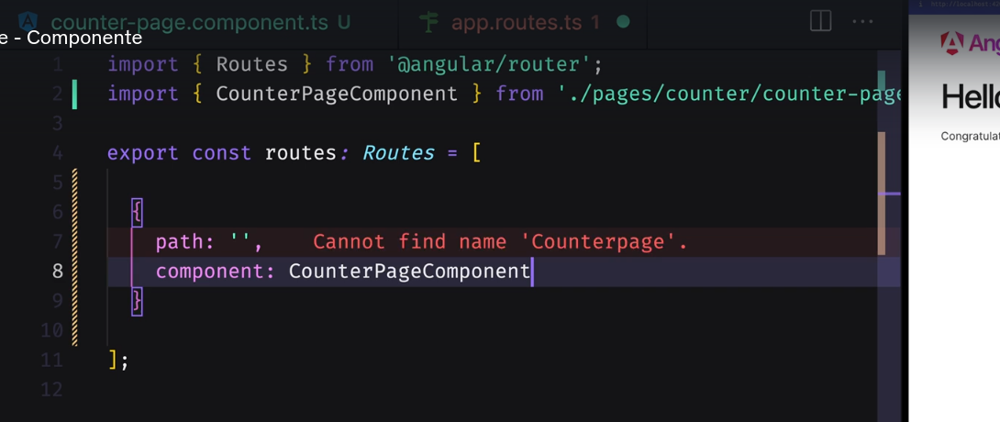 counter-page.component.ts U
app.routes.ts 1
e - Componente
1 import { Routes } from '@angular/router';
2 import { CounterPageComponent } from './pages/counter/counter-page
3
4 export const routes: Routes = [
5
6 {
7 path: '', Cannot find name 'Counterpage'.
8 component: CounterPageComponent
9 }
10
11 ];
12
Ang
Hello
Congratulat